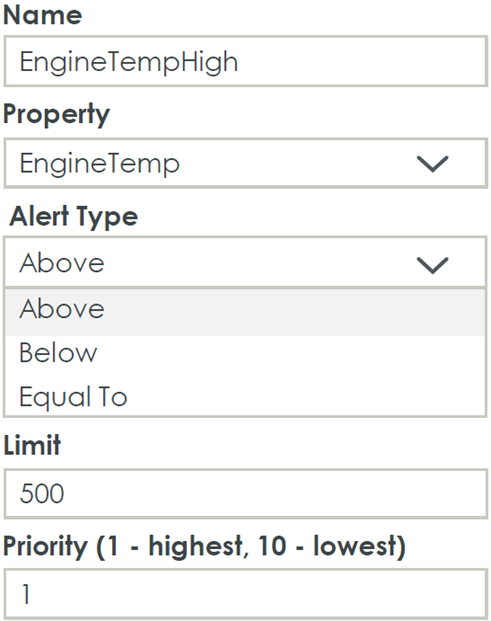 Name
EngineTempHigh
Property
EngineTemp
Alert Type
Above
Above
Below
Equal To
Limit
500
Priority (1 - highest, 10 - lowest)
1